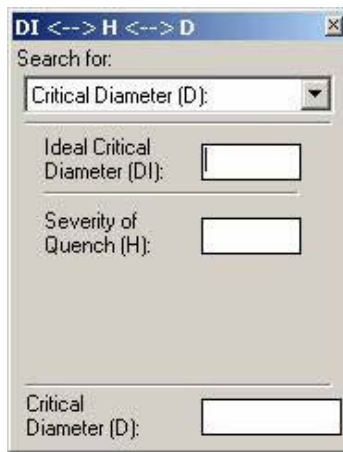 DI <--> H <--> D
Search for:
Critical Diameter (D):
Ideal Critical
Diameter (DI):
Severity of
Quench (H):
Critical
Diameter (D):